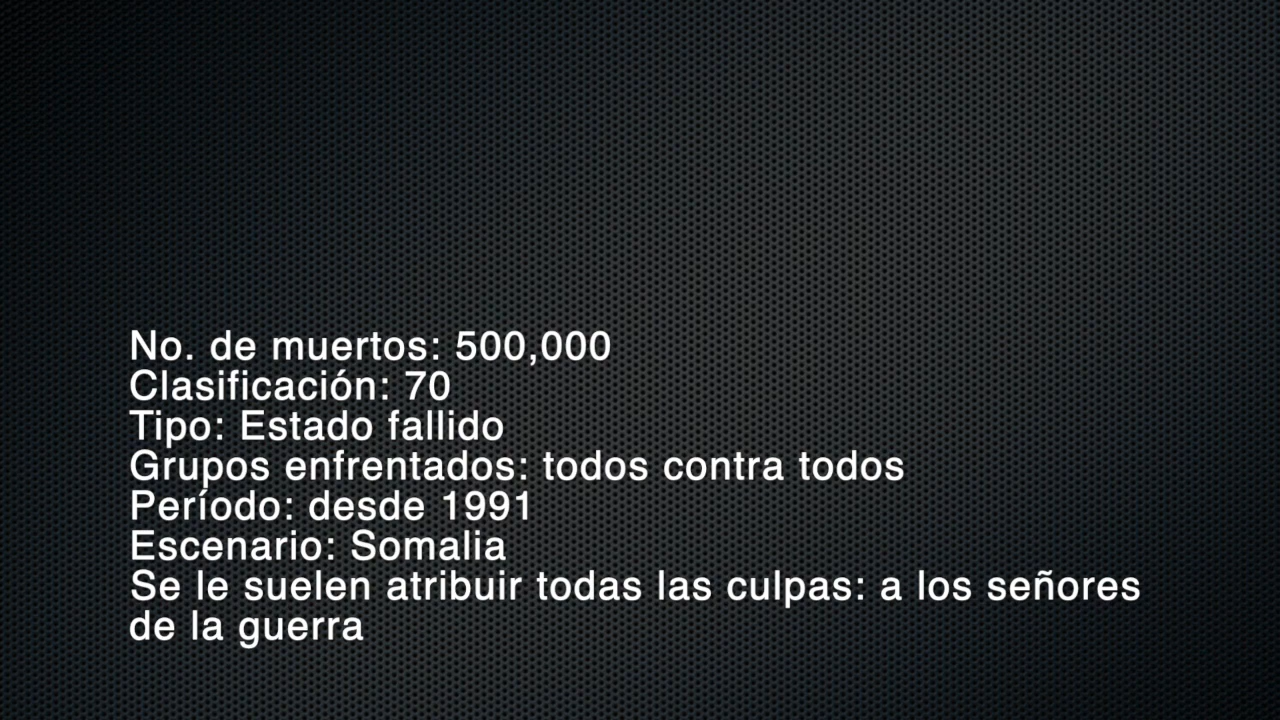 No. de muertos: 500,000
Clasificación: 70
Tipo: Estado fallido
Grupos enfrentados: todos contra todos
Período: desde 1991
Escenario: Somalia
Se le suelen atribuir todas las culpas: a los señores
de la guerra